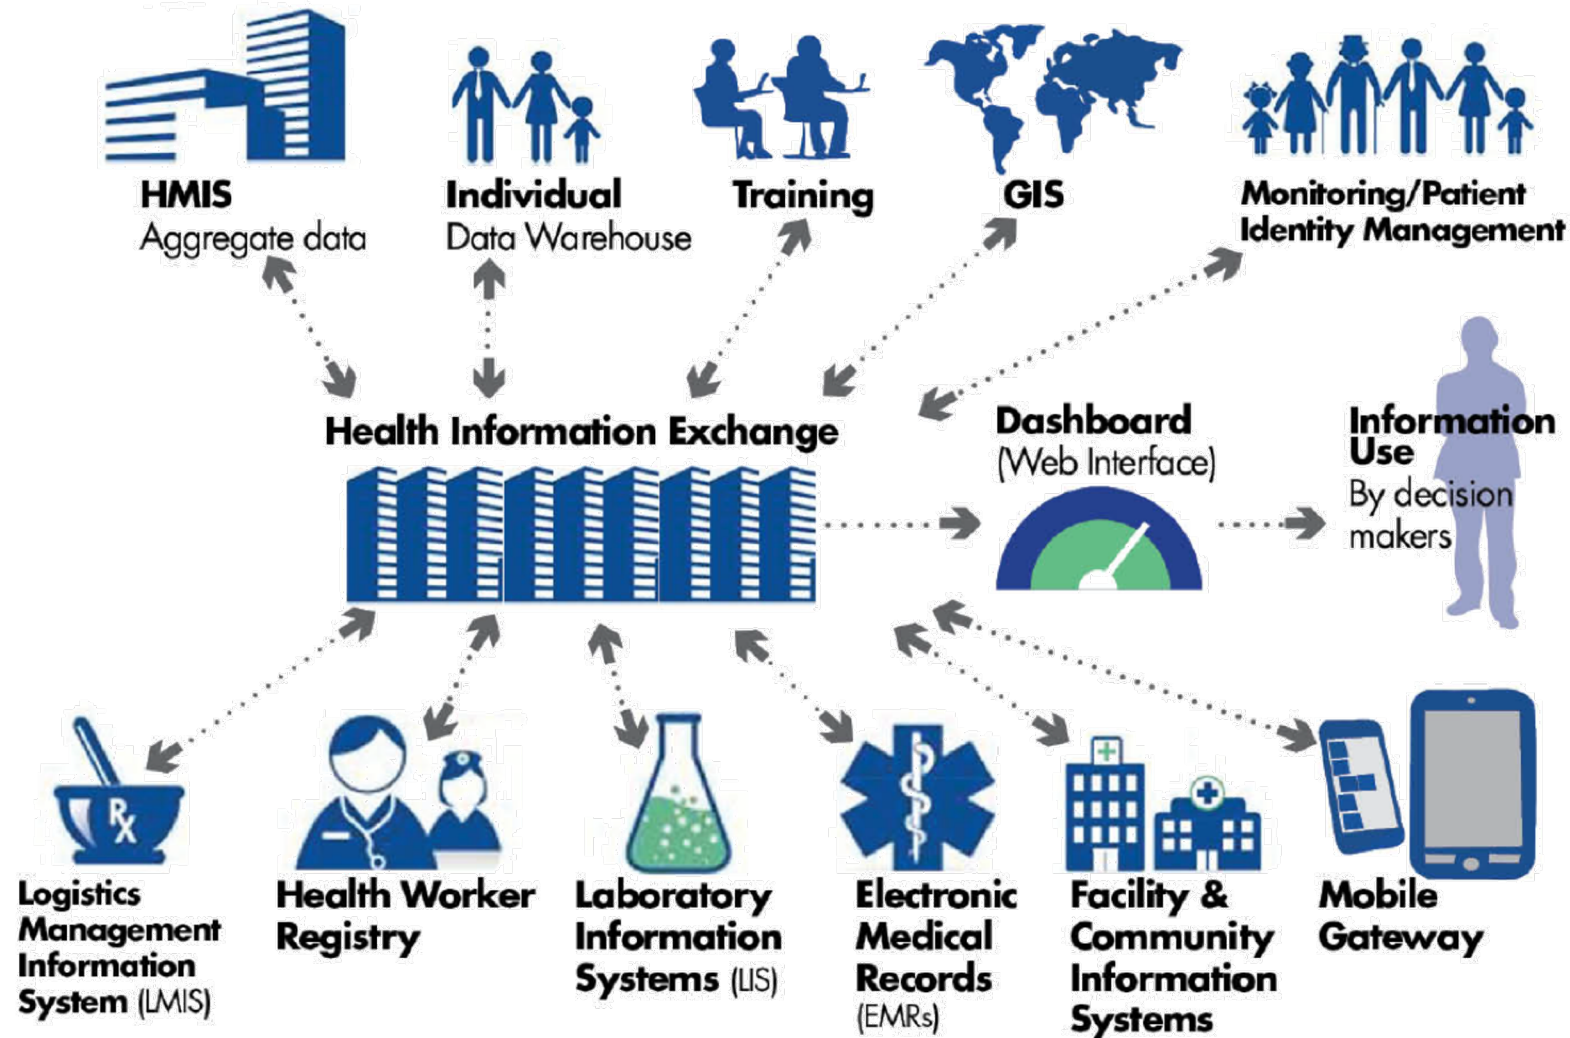 HMIS
Aggregate data
Individual
Data Warehouse
Training
GIS
Monitoring/Patient
Identity Management
Health Information Exchange
Dashboard
(Web Interface)
Information
Use
By decision
makers
Rx
Logistics
Management
Information
System (LMIS)
Health Worker
Registry
Laboratory
Information
Systems (LIS)
Electronic
Medical
Records
(EMRs)
Facility &
Community
Information
Systems
Mobile
Gateway